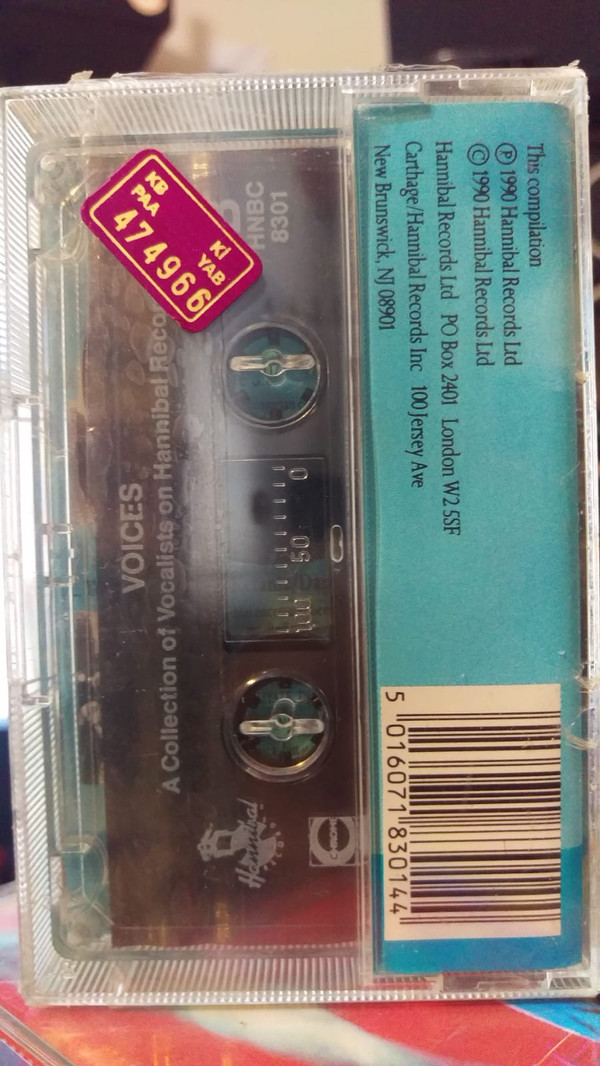 This compilation
Ⓟ 1990 Hannibal Records Ltd
© 1990 Hannibal Records Ltd
Hannibal Records Ltd PO Box 2401 London W2 5SF
Carthage/Hannibal Records Inc 100 Jersey Ave
New Brunswick, NJ 08901
5 016071 830144
KB Kİ
PAA YAB
474966
HNBC
8301
VOICES
A Collection of Vocalists on Hannibal Reco
0 50
Hannibal
CHROME